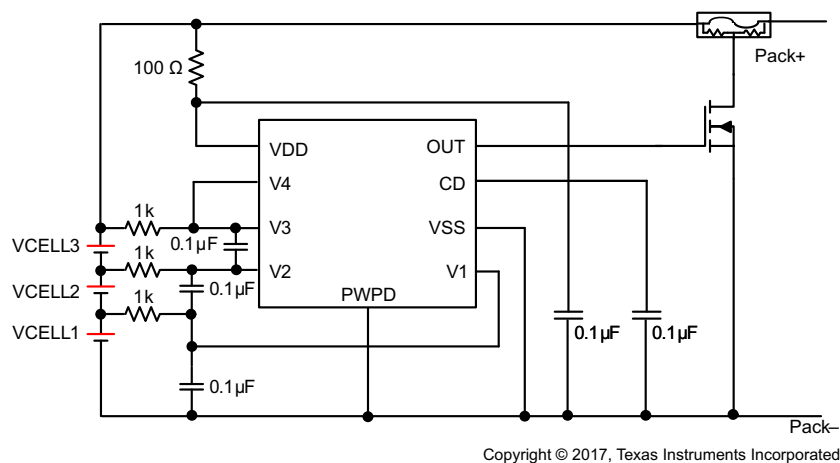 Pack+
100 Ω
VDD
OUT
V4
CD
1k
V3
VSS
VCELL3
0.1µF
1k
V2
V1
VCELL2
0.1µF
PWPD
1k
VCELL1
0.1µF
0.1µF
0.1µF
Pack–
Copyright © 2017, Texas Instruments Incorporated